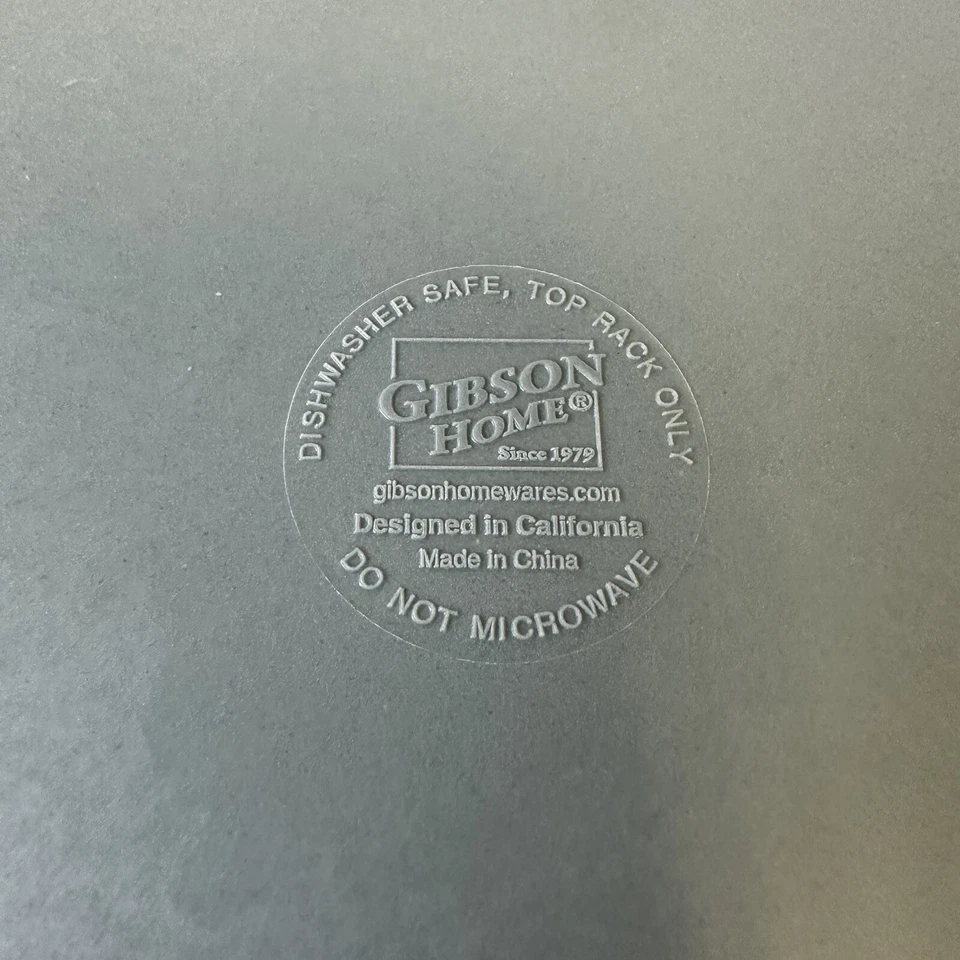 DISHWASHER SAFE, TOP RACK ONLY
GIBSON
HOME®
Since 1979
gibsonhomewares.com
Designed in California
Made in China
DO NOT MICROWAVE